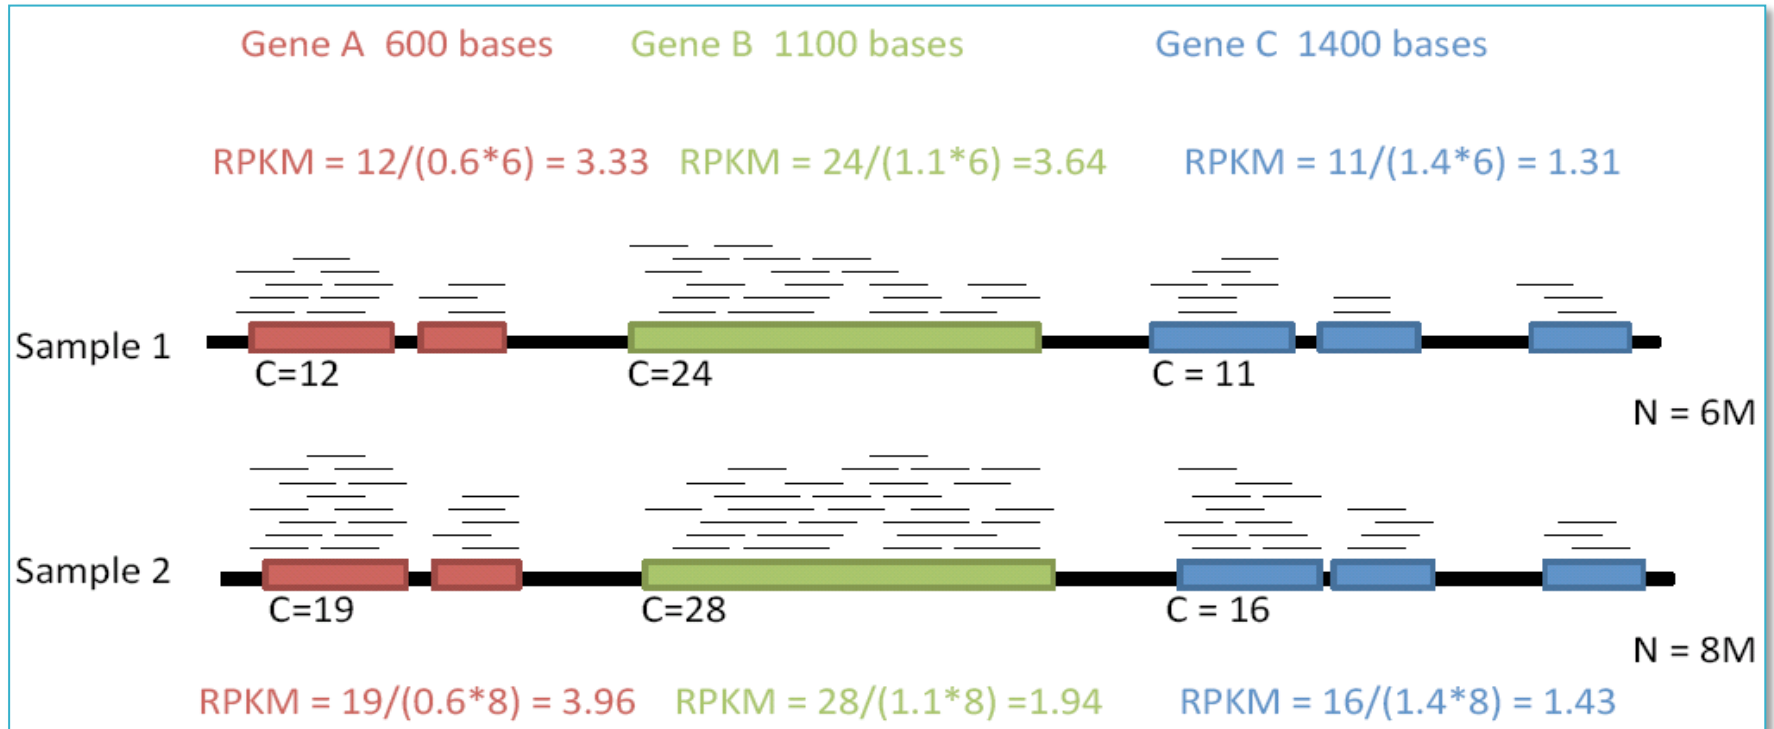 Gene A 600 bases Gene B 1100 bases Gene C 1400 bases
RPKM = 12/(0.6*6) = 3.33 RPKM = 24/(1.1*6) =3.64 RPKM = 11/(1.4*6) = 1.31
Sample 1
C=12 C=24 C = 11
N = 6M
Sample 2
C=19 C=28 C = 16
N = 8M
RPKM = 19/(0.6*8) = 3.96 RPKM = 28/(1.1*8) =1.94 RPKM = 16/(1.4*8) = 1.43